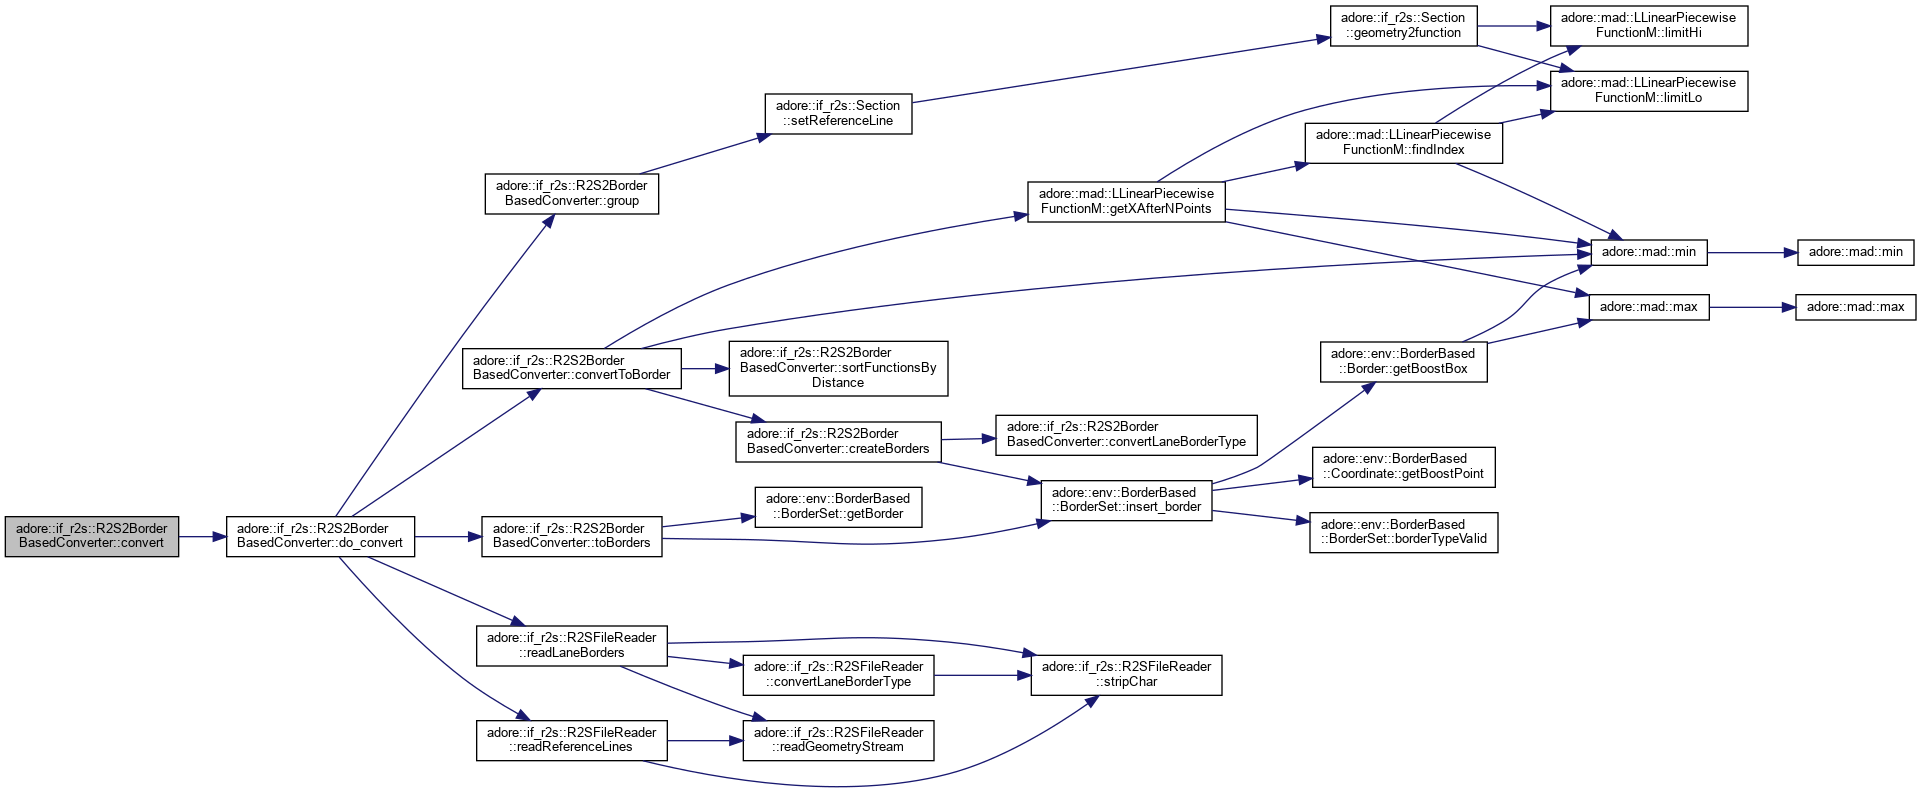 adore::if_r2s::R2S2Border
BasedConverter::convert
adore::if_r2s::R2S2Border
BasedConverter::do_convert
adore::if_r2s::R2S2Border
BasedConverter::group
adore::if_r2s::Section
::setReferenceLine
adore::if_r2s::Section
::geometry2function
adore::mad::LLinearPiecewise
FunctionM::limitHi
adore::mad::LLinearPiecewise
FunctionM::limitLo
adore::if_r2s::R2S2Border
BasedConverter::convertToBorder
adore::mad::LLinearPiecewise
FunctionM::getXAfterNPoints
adore::mad::LLinearPiecewise
FunctionM::findIndex
adore::mad::min
adore::mad::min
adore::mad::max
adore::mad::max
adore::if_r2s::R2S2Border
BasedConverter::sortFunctionsBy
Distance
adore::if_r2s::R2S2Border
BasedConverter::createBorders
adore::if_r2s::R2S2Border
BasedConverter::convertLaneBorderType
adore::env::BorderBased
::BorderSet::insert_border
adore::env::BorderBased
::Border::getBoostBox
adore::env::BorderBased
::Coordinate::getBoostPoint
adore::env::BorderBased
::BorderSet::borderTypeValid
adore::if_r2s::R2S2Border
BasedConverter::toBorders
adore::env::BorderBased
::BorderSet::getBorder
adore::if_r2s::R2SFileReader
::readLaneBorders
adore::if_r2s::R2SFileReader
::convertLaneBorderType
adore::if_r2s::R2SFileReader
::stripChar
adore::if_r2s::R2SFileReader
::readReferenceLines
adore::if_r2s::R2SFileReader
::readGeometryStream